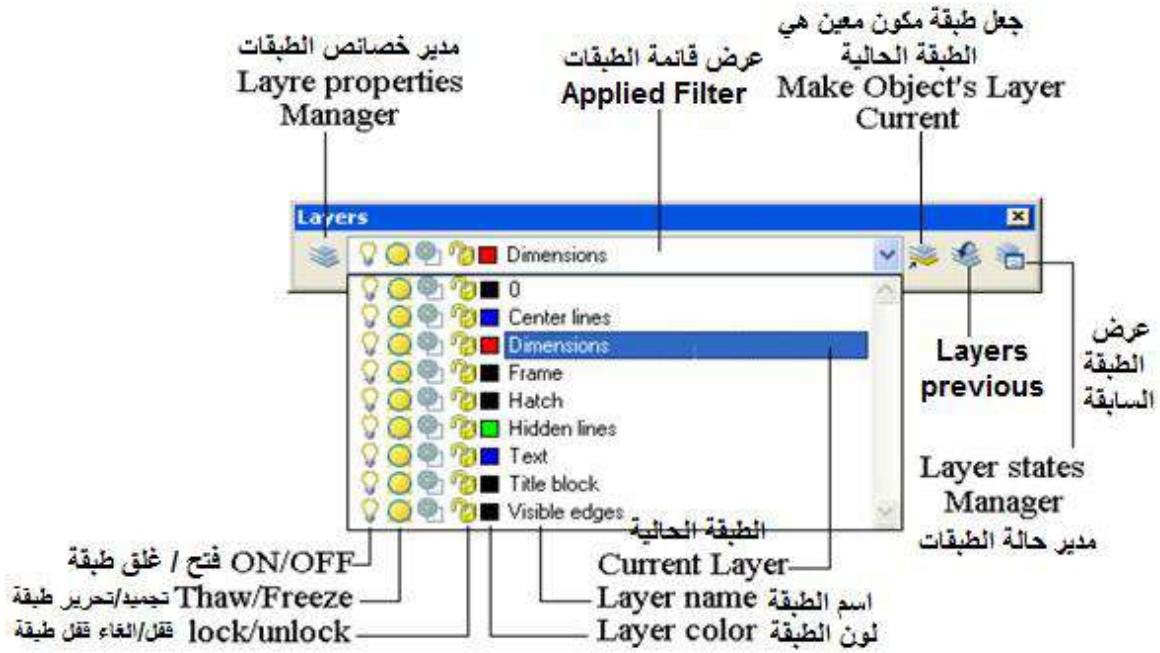 مدير خصائص الطبقات
Layre properties
Manager
عرض قائمة الطبقات
Applied Filter
جعل طبقة مكون معين هي
الطبقة الحالية
Make Object's Layer
Current
Layers
Dimensions
0
Center lines
Dimensions
Frame
Hatch
Hidden lines
Text
Title block
Visible edges
Layers
previous
عرض
الطبقة
السابقة
Layer states
Manager
مدير حالة الطبقات
فتح / غلق طبقة ON/OFF
تجميد/تحرير طبقة Thaw/Freeze
قفل/الغاء قفل طبقة lock/unlock
الطبقة الحالية
Current Layer
Layer name اسم الطبقة
Layer color لون الطبقة